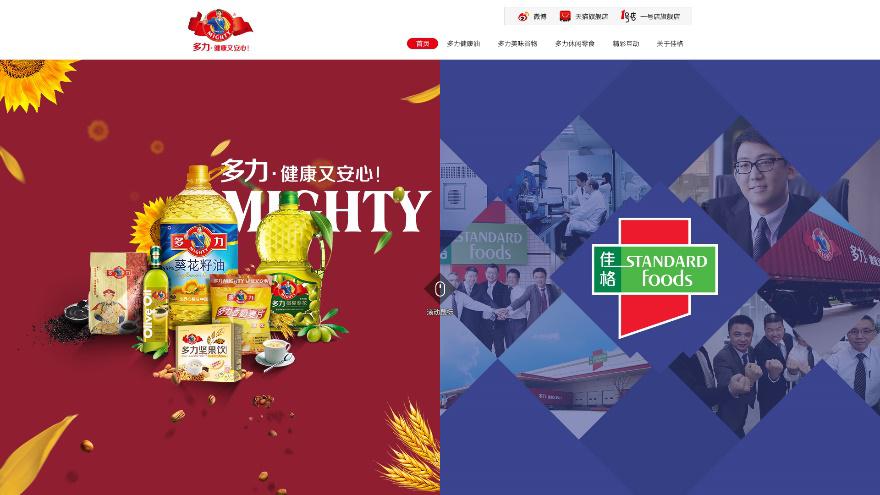 MIGHTY
多力·健康又安心!
微博
天猫旗舰店
1号店
一号店旗舰店
首页
多力健康油
多力美味谷物
多力休闲零食
精彩互动
关于佳格
多力·健康又安心!
MIGHTY
多力
MIGHTY
葵花籽油
Olive Oil
多力坚果饮
佳格
STANDARD
foods
STANDARD
foods
多力